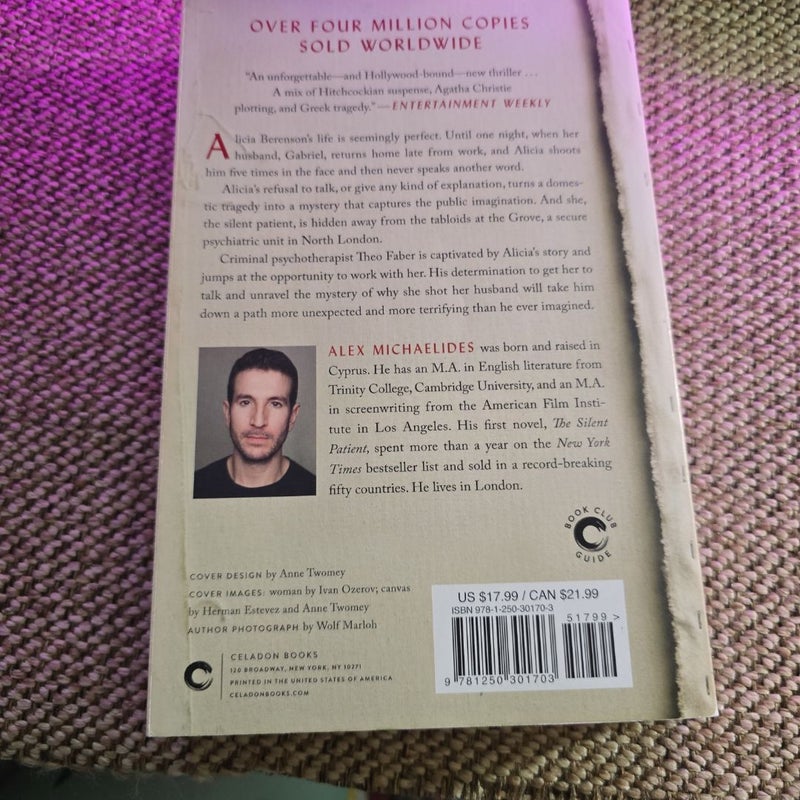 OVER FOUR MILLION COPIES
SOLD WORLDWIDE
"An unforgettable—and Hollywood-bound—new thriller . . .
A mix of Hitchcockian suspense, Agatha Christie
plotting, and Greek tragedy." —ENTERTAINMENT WEEKLY
Alicia Berenson's life is seemingly perfect. Until one night, when her
husband, Gabriel, returns home late from work, and Alicia shoots
him five times in the face and then never speaks another word.
Alicia's refusal to talk, or give any kind of explanation, turns a domes-
tic tragedy into a mystery that captures the public imagination. And she,
the silent patient, is hidden away from the tabloids at the Grove, a secure
psychiatric unit in North London.
Criminal psychotherapist Theo Faber is captivated by Alicia's story and
jumps at the opportunity to work with her. His determination to get her to
talk and unravel the mystery of why she shot her husband will take him
down a path more unexpected and more terrifying than he ever imagined.
ALEX MICHAELIDES was born and raised in
Cyprus. He has an M.A. in English literature from
Trinity College, Cambridge University, and an M.A.
in screenwriting from the American Film Insti-
tute in Los Angeles. His first novel, The Silent
Patient, spent more than a year on the New York
Times bestseller list and sold in a record-breaking
fifty countries. He lives in London.
BOOK CLUB
GUIDE
COVER DESIGN by Anne Twomey
COVER IMAGES: woman by Ivan Ozerov; canvas
by Herman Estevez and Anne Twomey
AUTHOR PHOTOGRAPH by Wolf Marloh
CELADON BOOKS
120 BROADWAY, NEW YORK, NY 10271
PRINTED IN THE UNITED STATES OF AMERICA
CELADONBOOKS.COM
US $17.99 / CAN $21.99
ISBN 978-1-250-30170-3
51799 >
9 781250 301703